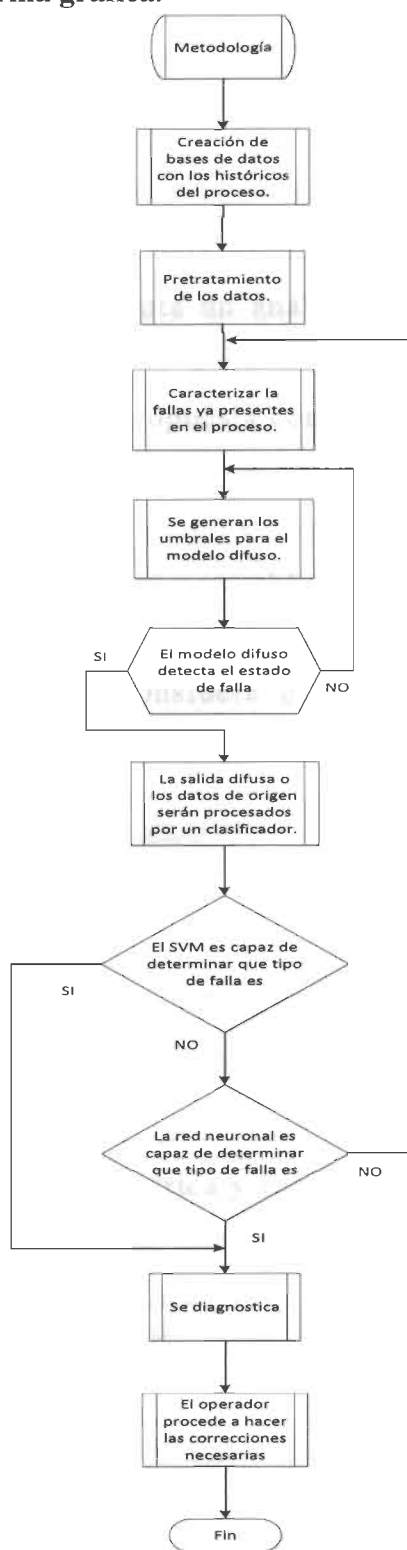 Metodología
Creación de
bases de datos
con los históricos
del proceso.
Pretratamiento
de los datos.
Caracterizar la
fallas ya presentes
en el proceso.
Se generan los
umbrales para el
modelo difuso.
SI
El modelo difuso
detecta el estado
de falla
NO
La salida difusa o
los datos de origen
serán procesados
por un clasificador.
El SVM es capaz de
determinar que tipo
de falla es
SI
NO
La red neuronal es
capaz de determinar
que tipo de falla es
NO
SI
Se diagnostica
El operador
procede a hacer
las correcciones
necesarias
Fin